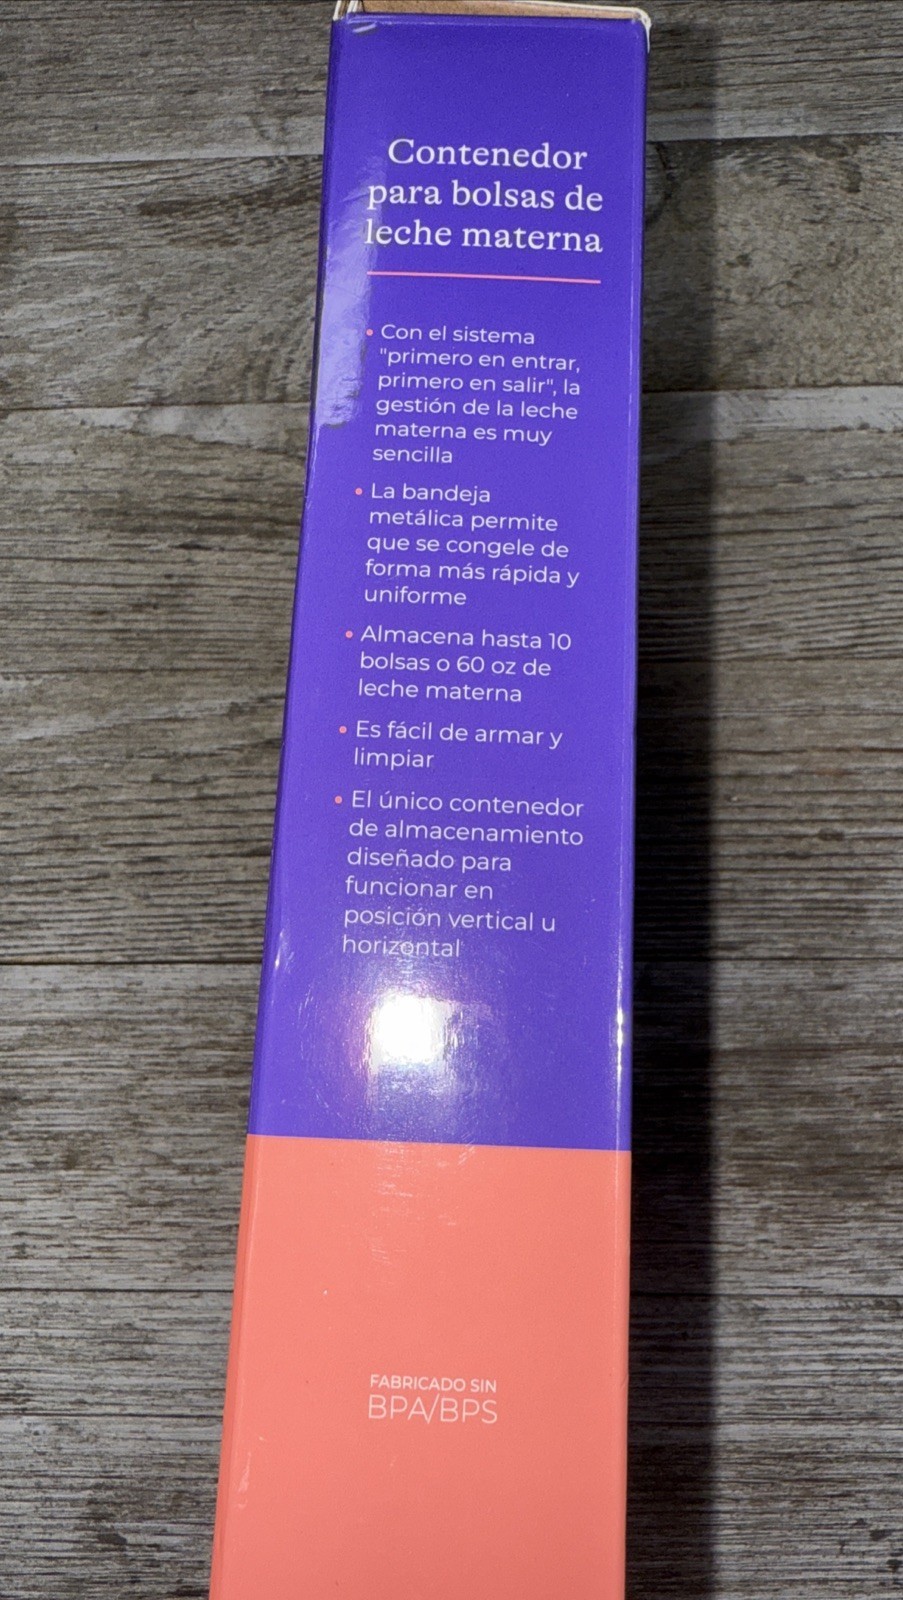 Contenedor
para bolsas de
leche materna
• Con el sistema
"primero en entrar,
primero en salir", la
gestión de la leche
materna es muy
sencilla
• La bandeja
metálica permite
que se congele de
forma más rápida y
uniforme
• Almacena hasta 10
bolsas o 60 oz de
leche materna
• Es fácil de armar y
limpiar
• El único contenedor
de almacenamiento
diseñado para
funcionar en
posición vertical u
horizontal
FABRICADO SIN
BPA/BPS